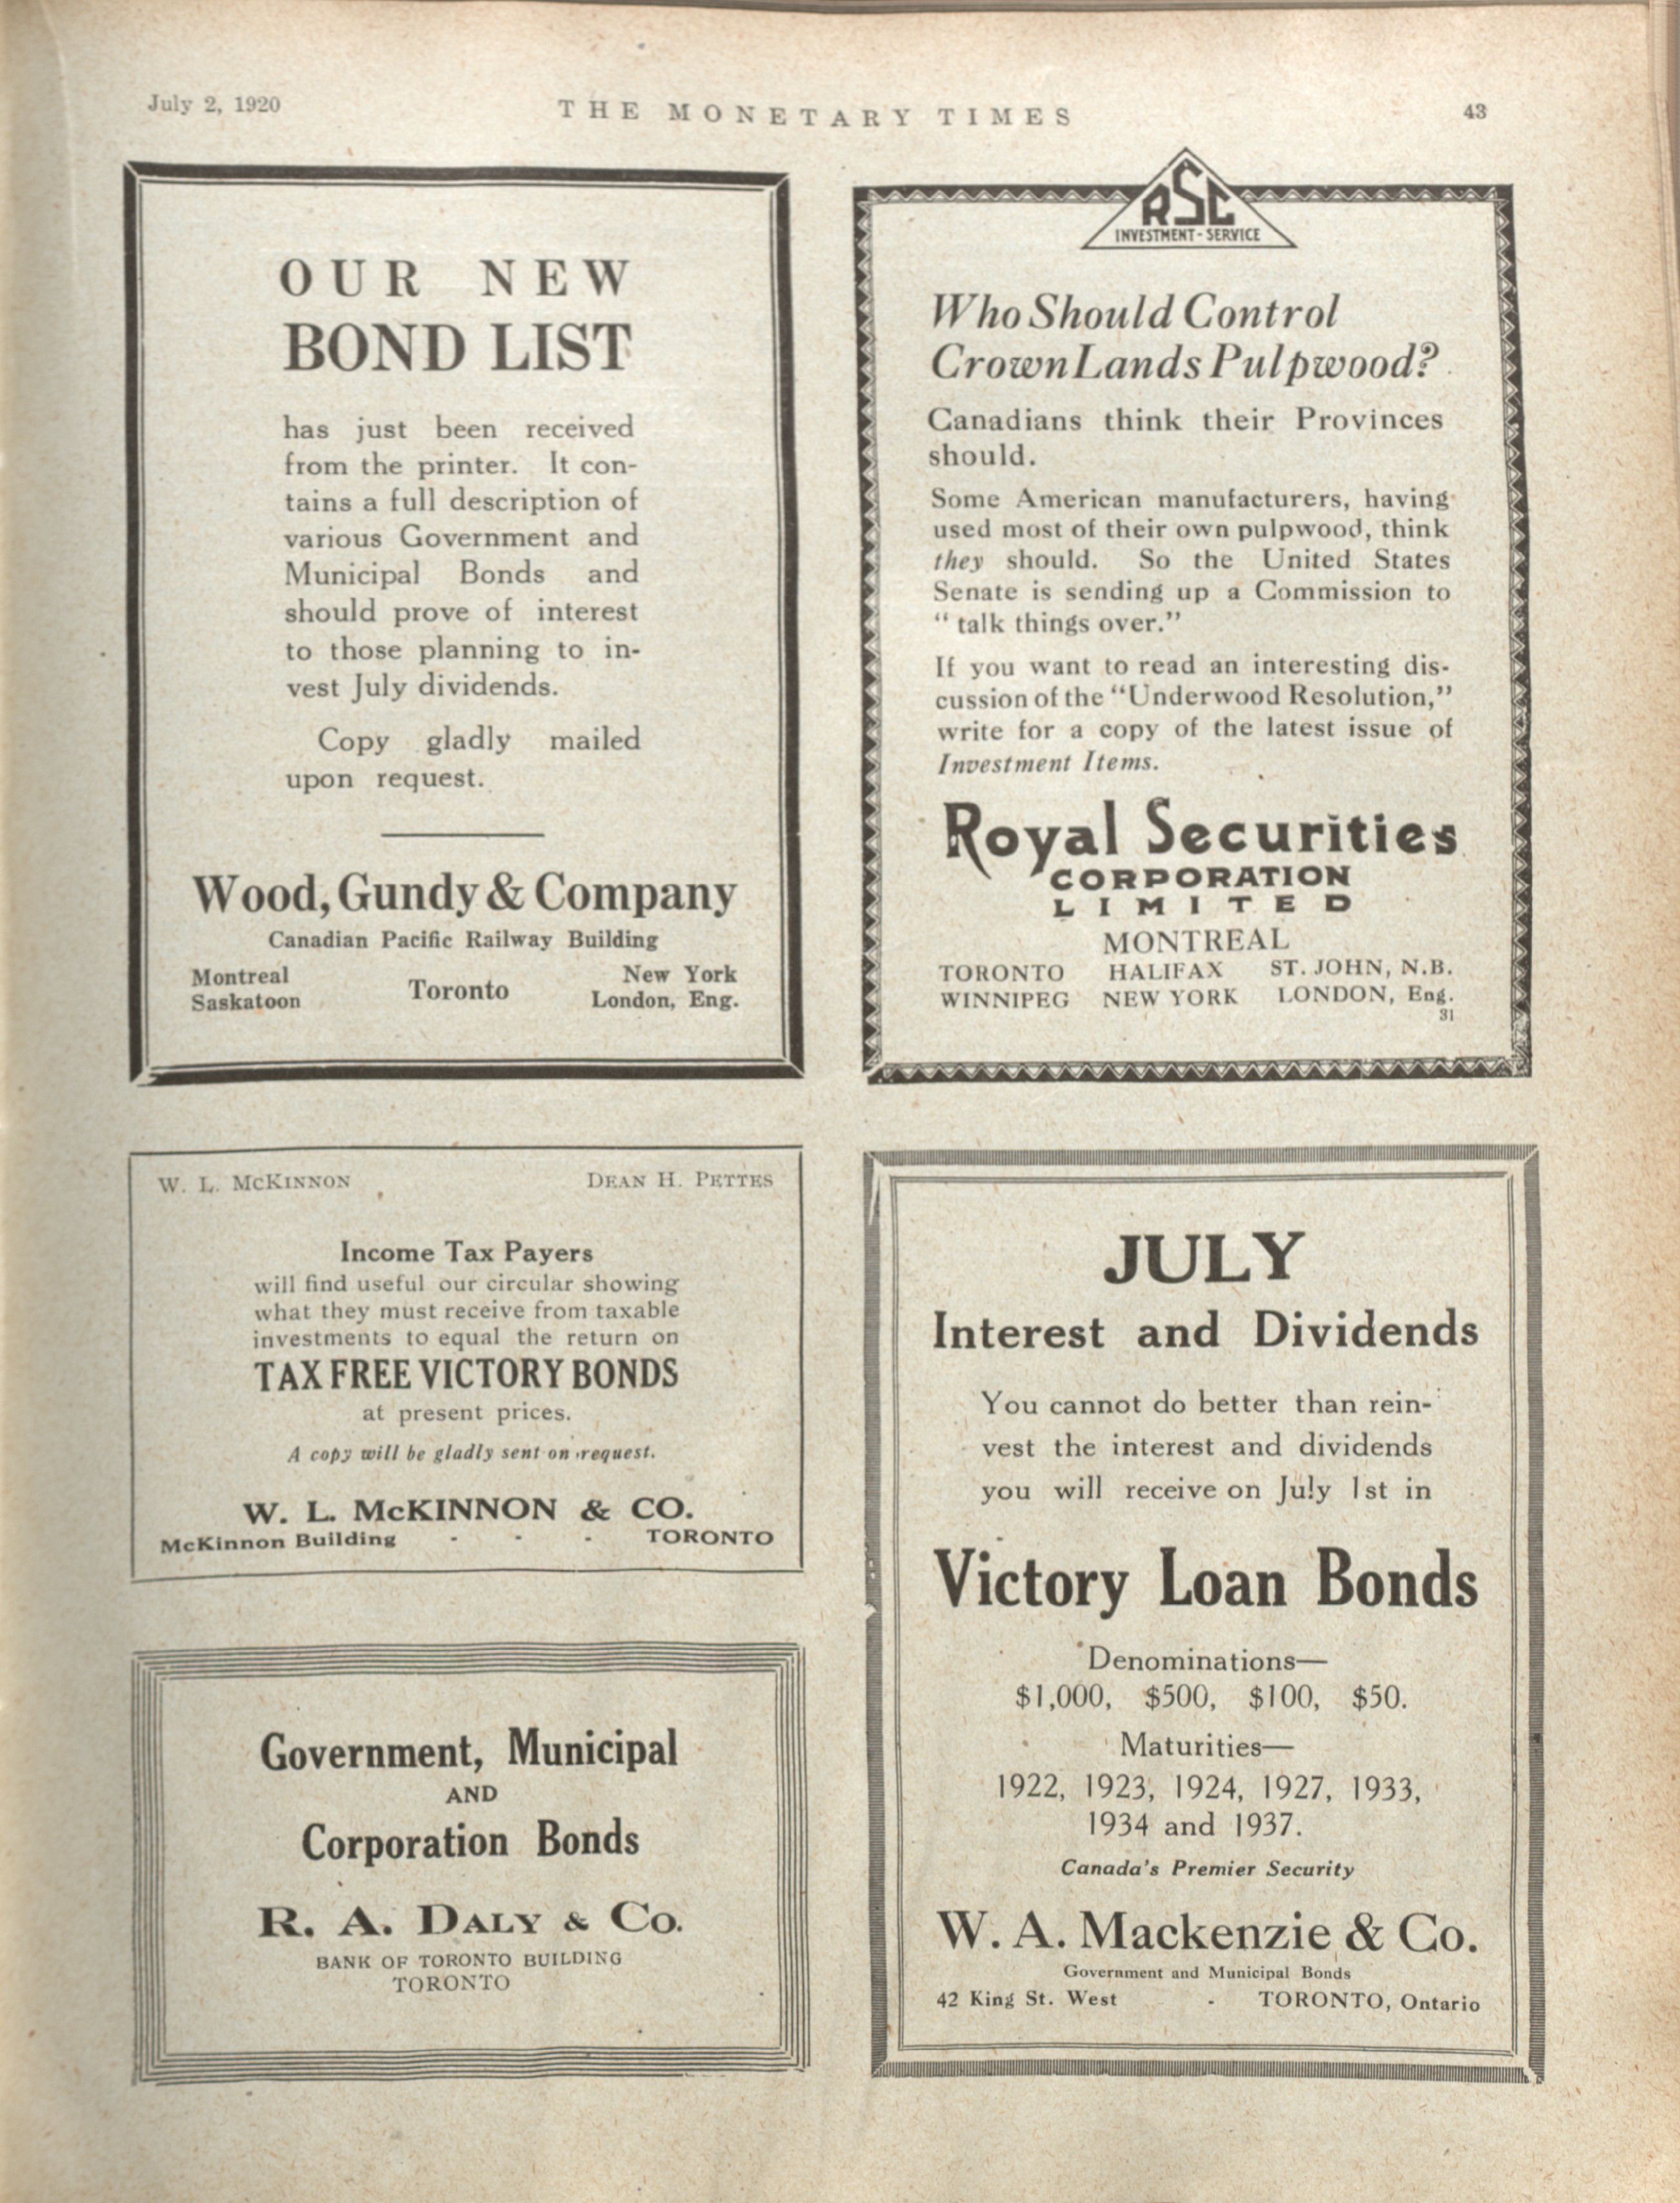 July 2, 1920
THE MONETARY TIMES
43
OUR NEW
BOND LIST
has just been received
from the printer. It con-
tains a full description of
various Government and
Municipal Bonds and
should prove of interest
to those planning to in-
vest July dividends.
Copy gladly mailed
upon request.
Wood, Gundy & Company
Canadian Pacific Railway Building
Montreal
Saskatoon
Toronto
New York
London, Eng.
RSC
INVESTMENT-SERVICE
Who Should Control
Crown Lands Pulpwood?
Canadians think their Provinces
should.
Some American manufacturers, having
used most of their own pulpwood, think
they should. So the United States
Senate is sending up a Commission to
"talk things over."
If you want to read an interesting dis-
cussion of the "Underwood Resolution,"
write for a copy of the latest issue of
Investment Items.
Royal Securities
CORPORATION
LIMITED
MONTREAL
TORONTO HALIFAX ST. JOHN, N.B.
WINNIPEG NEW YORK LONDON, Eng.
31
W. L. McKINNON DEAN H. PETTES
Income Tax Payers
will find useful our circular showing
what they must receive from taxable
investments to equal the return on
TAX FREE VICTORY BONDS
at present prices.
A copy will be gladly sent on request.
W. L. McKINNON & CO.
McKinnon Building - - - TORONTO
Government, Municipal
AND
Corporation Bonds
R. A. DALY & CO.
BANK OF TORONTO BUILDING
TORONTO
JULY
Interest and Dividends
You cannot do better than rein-
vest the interest and dividends
you will receive on July 1st in
Victory Loan Bonds
Denominations—
$1,000, $500, $100, $50.
Maturities—
1922, 1923, 1924, 1927, 1933,
1934 and 1937.
Canada's Premier Security
W. A. Mackenzie & Co.
Government and Municipal Bonds
42 King St. West - TORONTO, Ontario